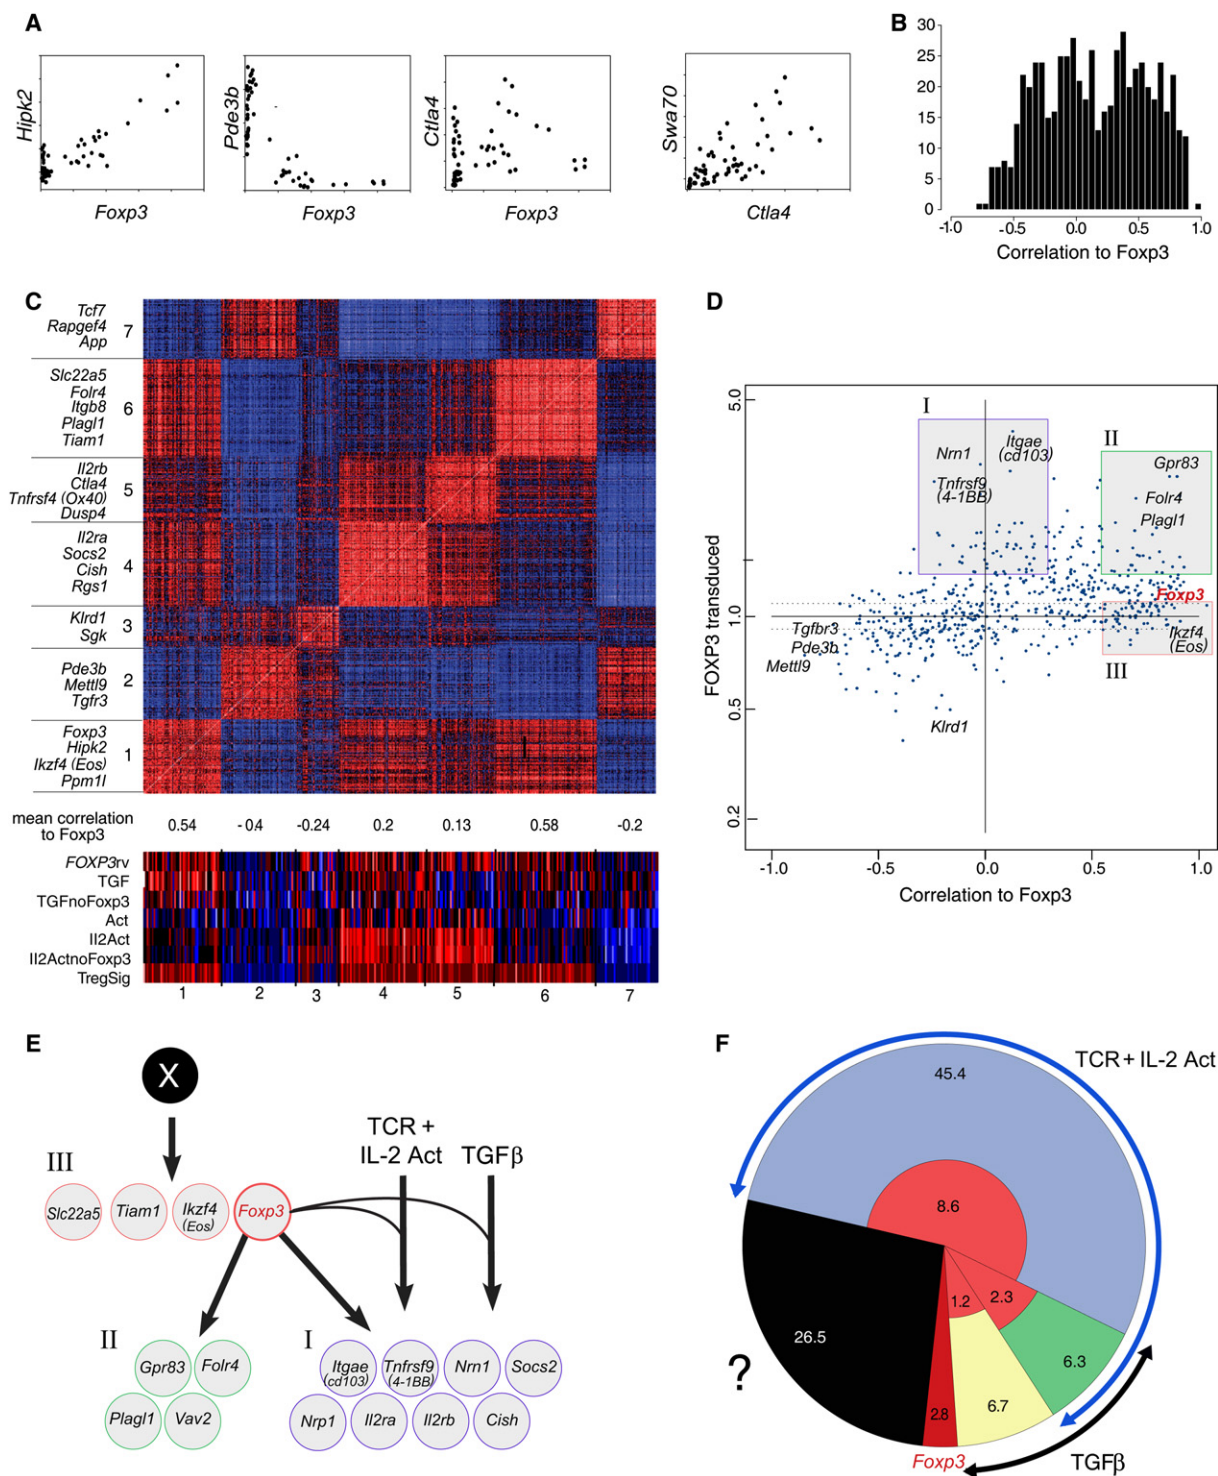 A
Hipk2
Foxp3
Pde3b
Foxp3
Ctla4
Foxp3
Swa70
Ctla4
B
30
25
20
15
10
5
0
-1.0
-0.5
0.0
0.5
1.0
Correlation to Foxp3
C
Tcf7
Rapgef4
App
7
Slc22a5
Folr4
Itgb8
Plagl1
Tiam1
6
Il2rb
Ctla4
Tnfrsf4 (Ox40)
Dusp4
5
Il2ra
Socs2
Cish
Rgs1
4
Klrd1
Sgk
3
Pde3b
Mettl9
Tgfr3
2
Foxp3
Hipk2
Ikzf4 (Eos)
Ppm1l
1
mean correlation
to Foxp3
0.54 -04 -0.24 0.2 0.13 0.58 -0.2
FOXP3rv
TGF
TGFnoFoxp3
Act
Il2Act
Il2ActnoFoxp3
TregSig
1 2 3 4 5 6 7
D
FOXP3 transduced
5.0
1.0
0.5
0.2
-1.0 -0.5 0.0 0.5 1.0
Correlation to Foxp3
I
Nrn1
Itgae
(cd103)
Tnfrsf9
(4-1BB)
II
Gpr83
Folr4
Plagl1
Foxp3
Ikzf4
(Eos)
III
Tgfbr3
Pde3b
Mettl9
Klrd1
E
X
TCR +
IL-2 Act
TGFβ
III
Slc22a5
Tiam1
Ikzf4
(Eos)
Foxp3
II
Gpr83
Folr4
Plagl1
Vav2
I
Itgae
(cd103)
Tnfrsf9
(4-1BB)
Nrn1
Socs2
Nrp1
Il2ra
Il2rb
Cish
F
TCR + IL-2 Act
45.4
8.6
2.3
1.2
26.5
6.3
6.7
2.8
?
Foxp3
TGFβ